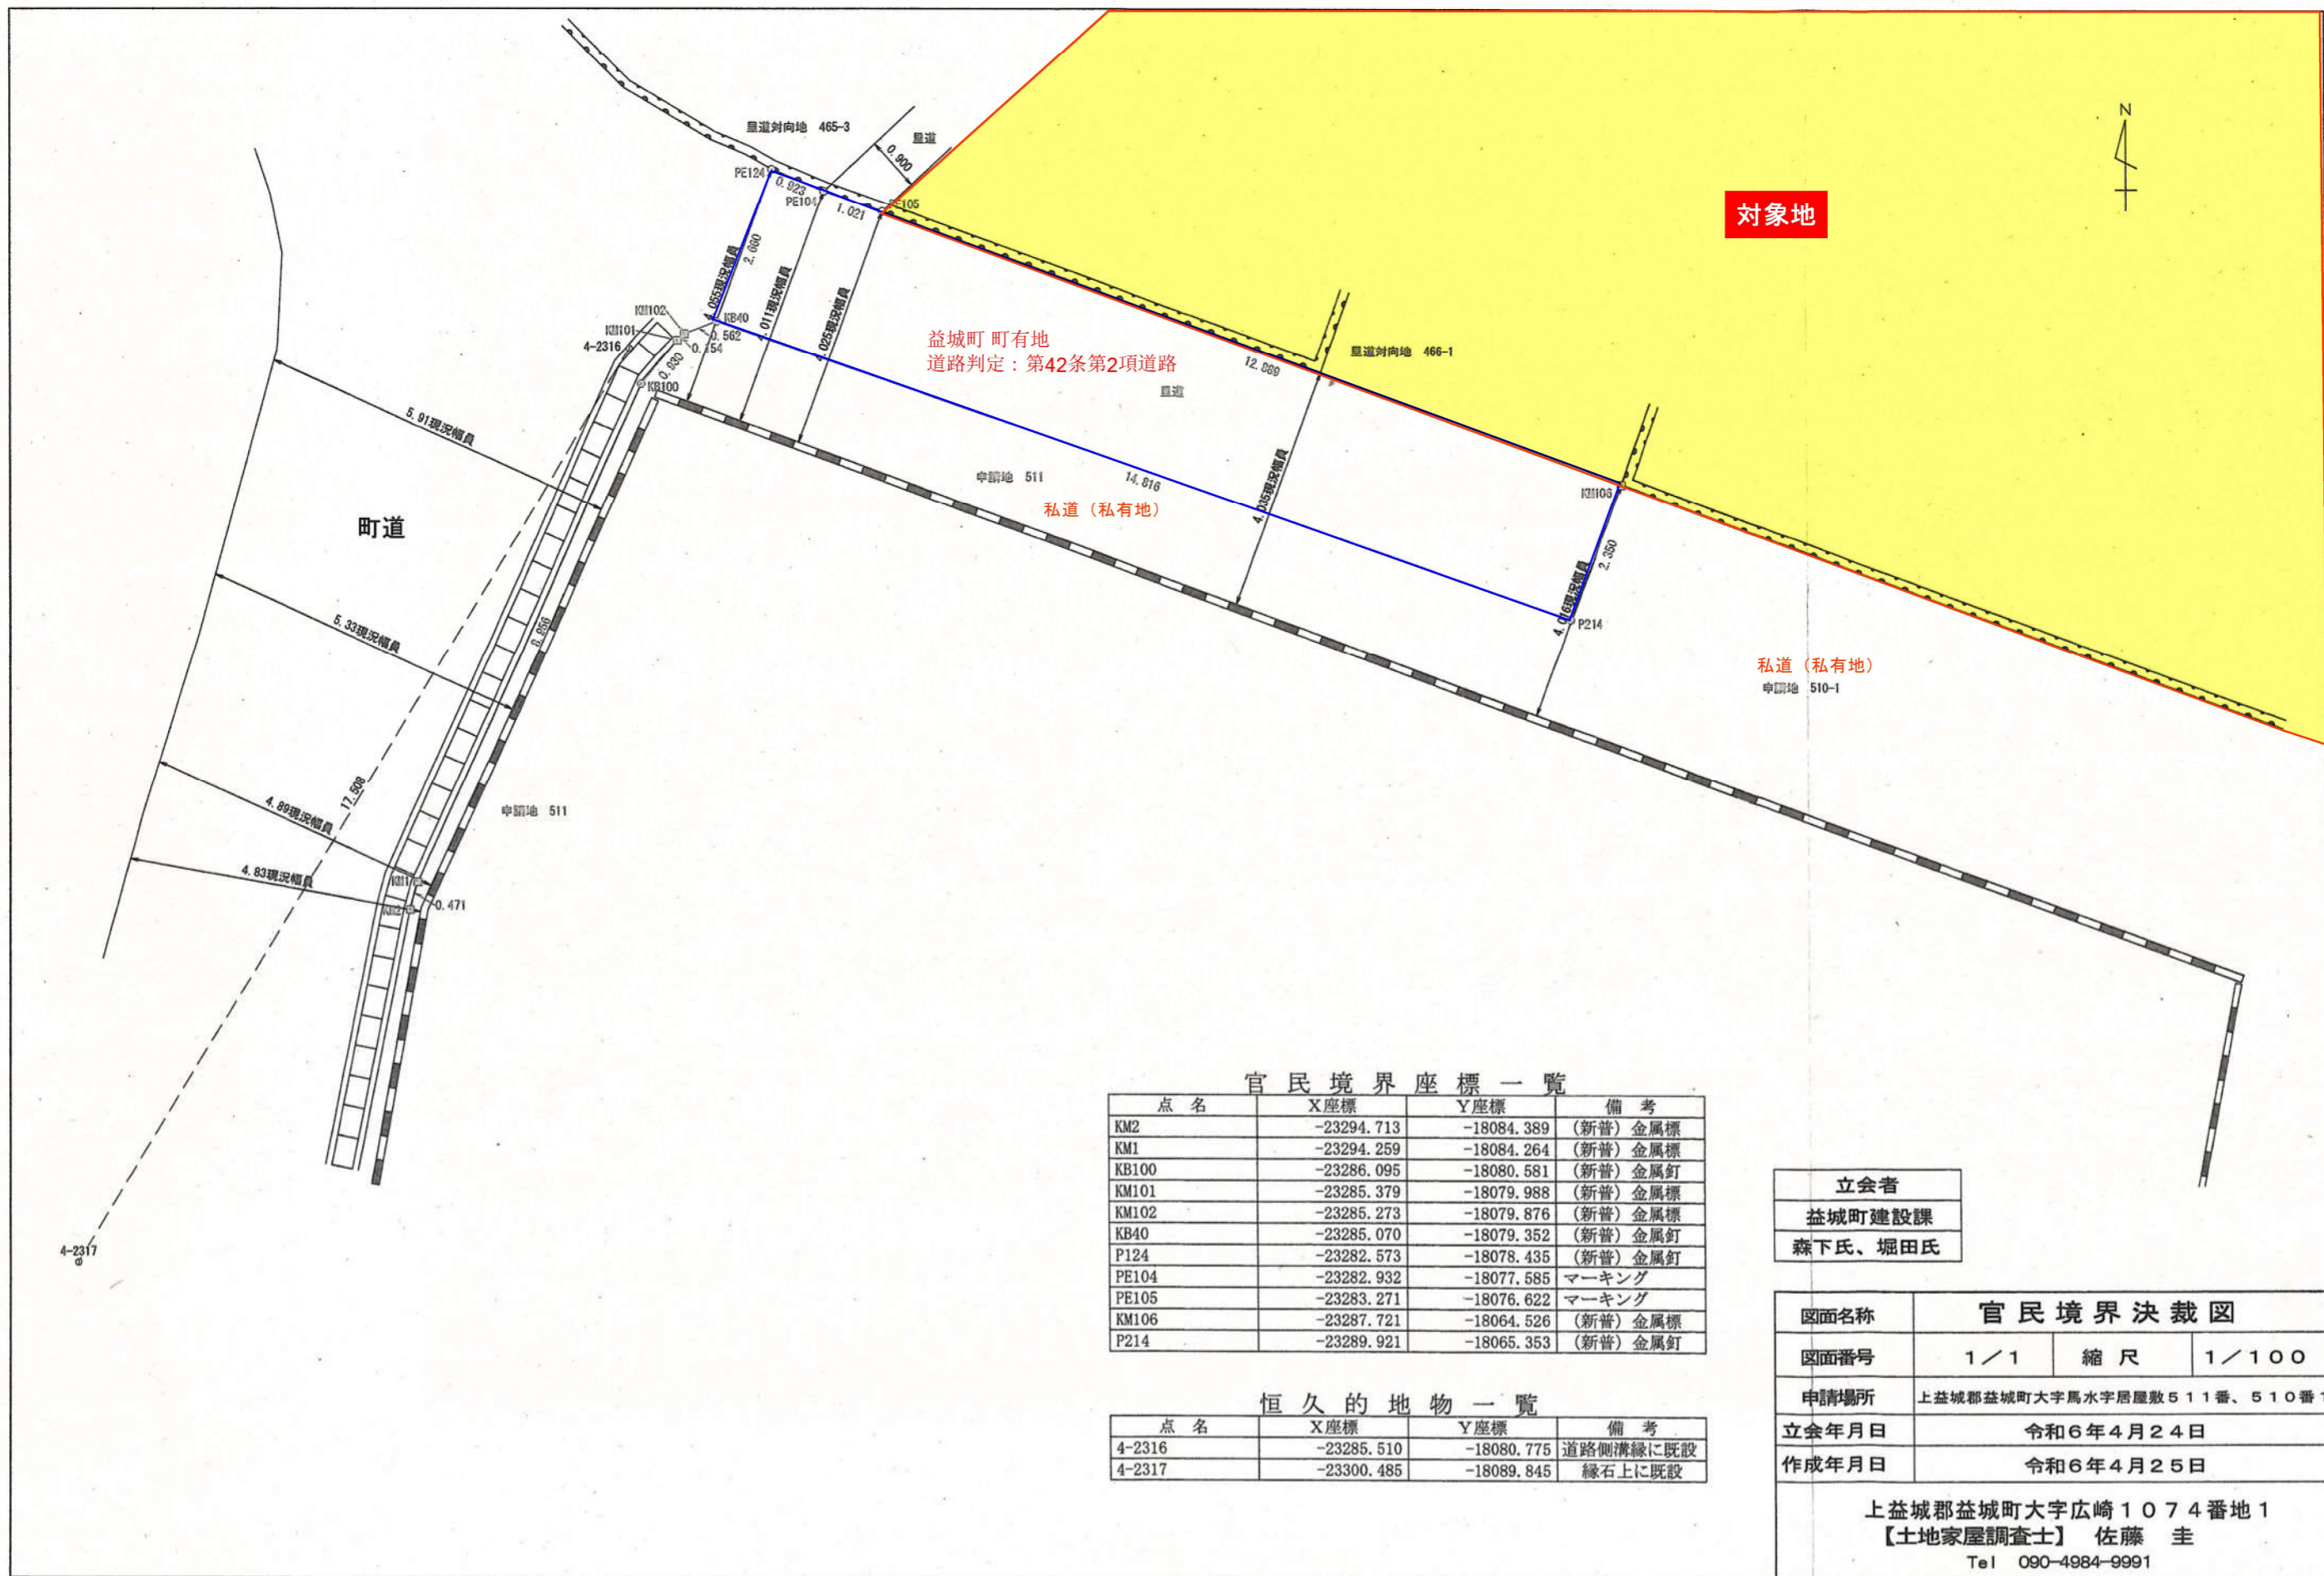 里道対向地 465-3
里道
0.900
PE124
0.923
PE104
1.021
PE105
N
対象地
4.055現況幅員
2.660
4.011現況幅員
4.025現況幅員
KM102
KM101
4-2316
KB40
0.562
0.154
0.930
KB100
益城町 町有地
道路判定：第42条第2項道路
里道
12.889
里道対向地 466-1
5.91現況幅員
申請地 511
14.816
私道（私有地）
4.035現況幅員
KM106
2.350
4.016現況幅員
P214
町道
5.33現況幅員
8.956
私道（私有地）
申請地 510-1
17.508
4.89現況幅員
申請地 511
4.83現況幅員
KM1
KM2
0.471
4-2317
官民境界座標一覧
点名 X座標 Y座標 備考
KM2 -23294.713 -18084.389 （新普）金属標
KM1 -23294.259 -18084.264 （新普）金属標
KB100 -23286.095 -18080.581 （新普）金属釘
KM101 -23285.379 -18079.988 （新普）金属標
KM102 -23285.273 -18079.876 （新普）金属標
KB40 -23285.070 -18079.352 （新普）金属釘
P124 -23282.573 -18078.435 （新普）金属釘
PE104 -23282.932 -18077.585 マーキング
PE105 -23283.271 -18076.622 マーキング
KM106 -23287.721 -18064.526 （新普）金属標
P214 -23289.921 -18065.353 （新普）金属釘
恒久的地物一覧
点名 X座標 Y座標 備考
4-2316 -23285.510 -18080.775 道路側溝縁に既設
4-2317 -23300.485 -18089.845 縁石上に既設
立会者
益城町建設課
森下氏、堀田氏
図面名称 官民境界決裁図
図面番号 1／1 縮尺 1／100
申請場所 上益城郡益城町大字馬水字居屋敷511番、510番1
立会年月日 令和6年4月24日
作成年月日 令和6年4月25日
上益城郡益城町大字広崎1074番地1
【土地家屋調査士】 佐藤 圭
Tel 090-4984-9991